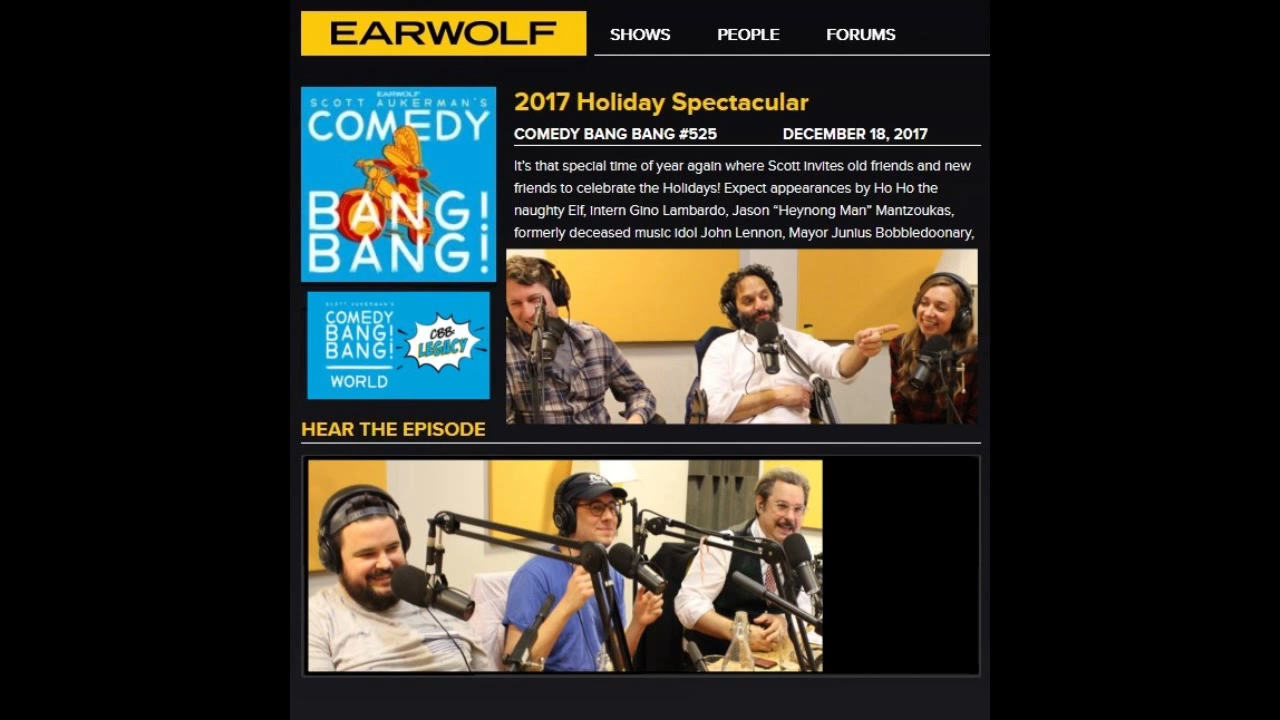 EARWOLF
SHOWS PEOPLE FORUMS
EARWOLF
SCOTT AUKERMAN'S
COMEDY
BANG!
BANG!
2017 Holiday Spectacular
COMEDY BANG BANG #525 DECEMBER 18, 2017
It's that special time of year again where Scott invites old friends and new
friends to celebrate the Holidays! Expect appearances by Ho Ho the
naughty Elf, intern Gino Lambardo, Jason “Heynong Man” Mantzoukas,
formerly deceased music idol John Lennon, Mayor Junius Bobbledoonary,
SCOTT AUKERMAN'S
COMEDY
BANG!
BANG!
WORLD
CBB
LEGACY
HEAR THE EPISODE